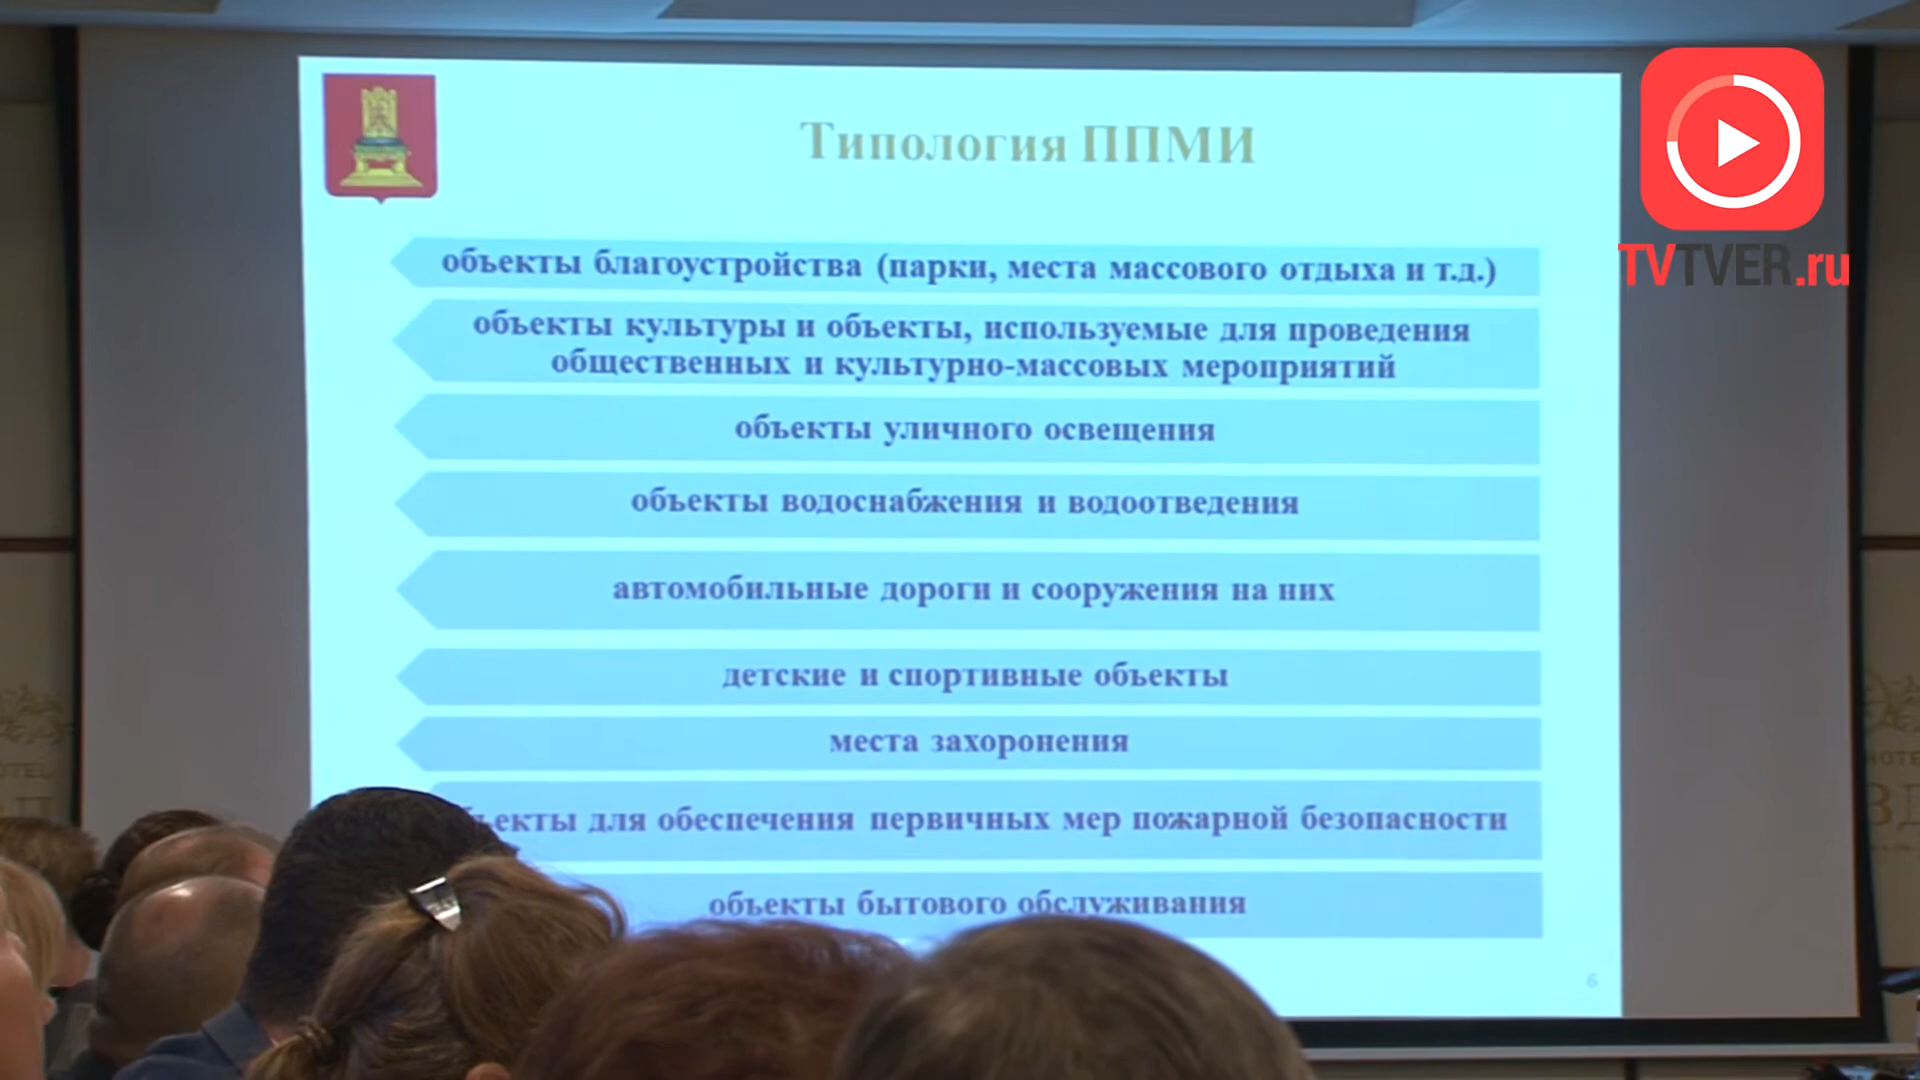 Типология ППМИ
TVTVER.ru
объекты благоустройства (парки, места массового отдыха и т.д.)
объекты культуры и объекты, используемые для проведения
общественных и культурно-массовых мероприятий
объекты уличного освещения
объекты водоснабжения и водоотведения
автомобильные дороги и сооружения на них
детские и спортивные объекты
места захоронения
для обеспечения первичных мер пожарной безопасности
объекты бытового обслуживания
6